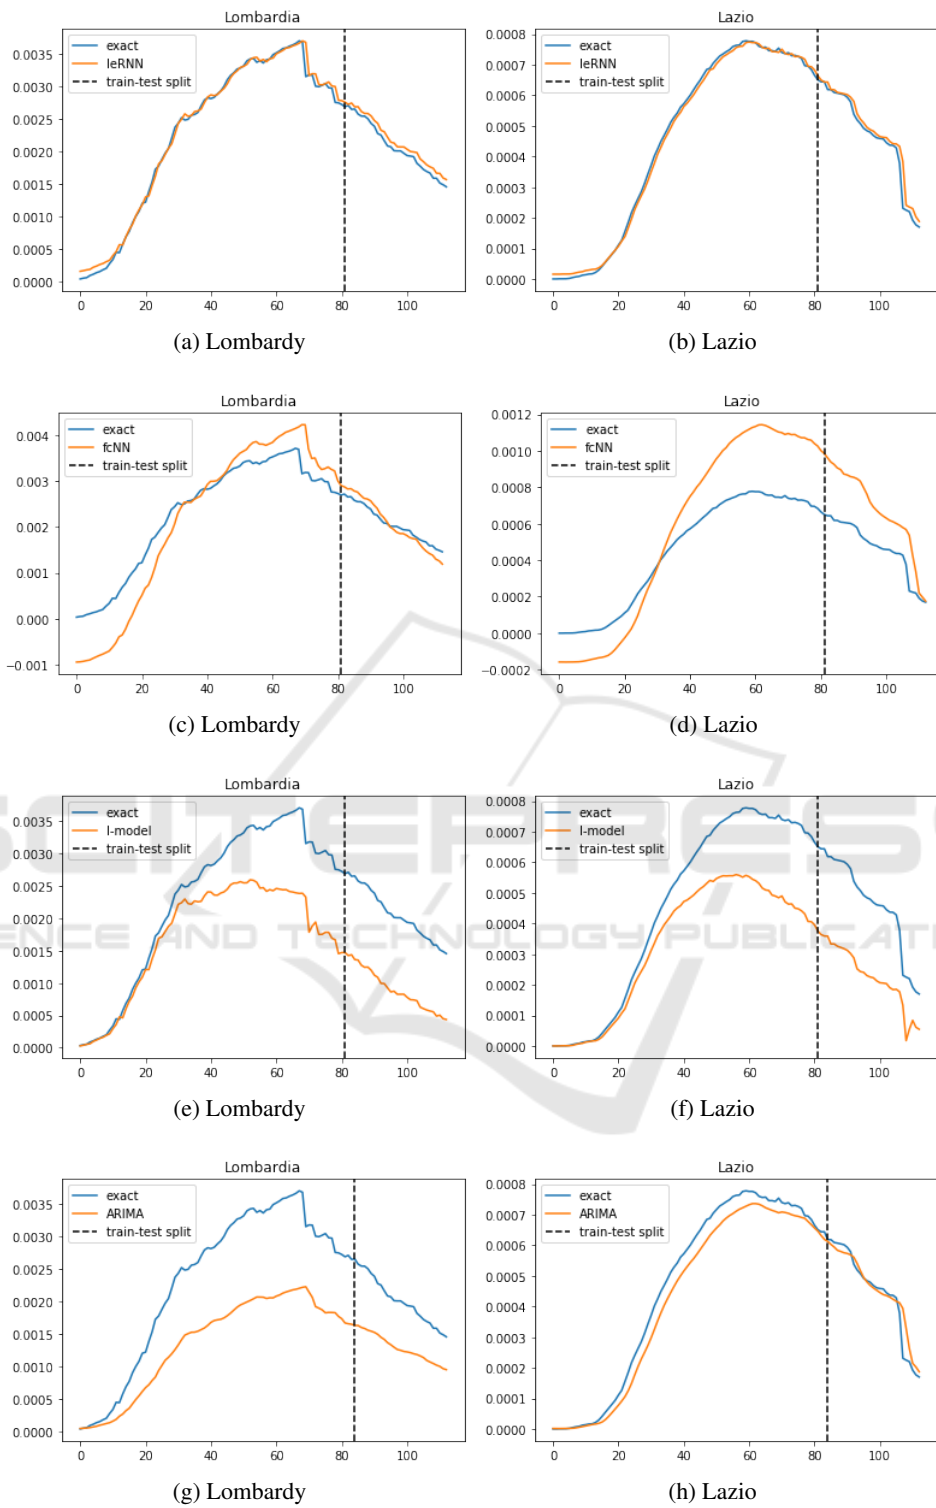 Lombardia
Lazio
exact
leRNN
train-test split
0.0035
0.0030
0.0025
0.0020
0.0015
0.0010
0.0005
0.0000
0 20 40 60 80 100
exact
leRNN
train-test split
0.0008
0.0007
0.0006
0.0005
0.0004
0.0003
0.0002
0.0001
0.0000
0 20 40 60 80 100
(a) Lombardy
(b) Lazio
Lombardia
Lazio
exact
fcNN
train-test split
0.004
0.003
0.002
0.001
0.000
−0.001
0 20 40 60 80 100
exact
fcNN
train-test split
0.0012
0.0010
0.0008
0.0006
0.0004
0.0002
0.0000
−0.0002
0 20 40 60 80 100
(c) Lombardy
(d) Lazio
Lombardia
Lazio
exact
I-model
train-test split
0.0035
0.0030
0.0025
0.0020
0.0015
0.0010
0.0005
0.0000
0 20 40 60 80 100
exact
I-model
train-test split
0.0008
0.0007
0.0006
0.0005
0.0004
0.0003
0.0002
0.0001
0.0000
0 20 40 60 80 100
SCITEPRESS
ENCE AND TECHNOLOGY PUBLICATI
(e) Lombardy
(f) Lazio
Lombardia
Lazio
exact
ARIMA
train-test split
0.0035
0.0030
0.0025
0.0020
0.0015
0.0010
0.0005
0.0000
0 20 40 60 80 100
exact
ARIMA
train-test split
0.0008
0.0007
0.0006
0.0005
0.0004
0.0003
0.0002
0.0001
0.0000
0 20 40 60 80 100
(g) Lombardy
(h) Lazio